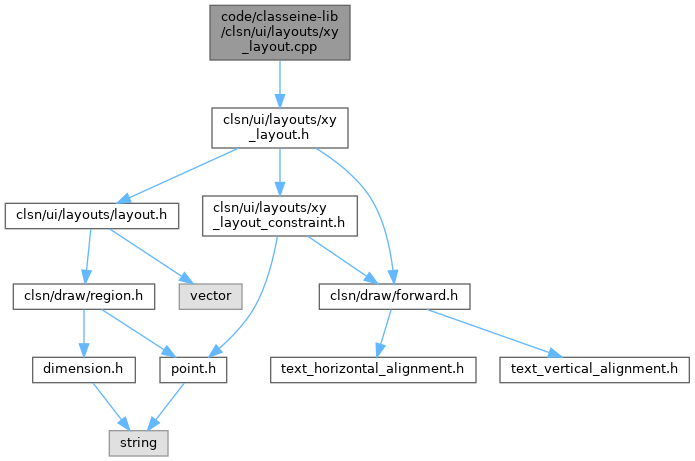 code/classeine-lib
/clsn/ui/layouts/xy
_layout.cpp
clsn/ui/layouts/xy
_layout.h
clsn/ui/layouts/layout.h
clsn/ui/layouts/xy
_layout_constraint.h
clsn/draw/region.h
vector
clsn/draw/forward.h
dimension.h
point.h
text_horizontal_alignment.h
text_vertical_alignment.h
string